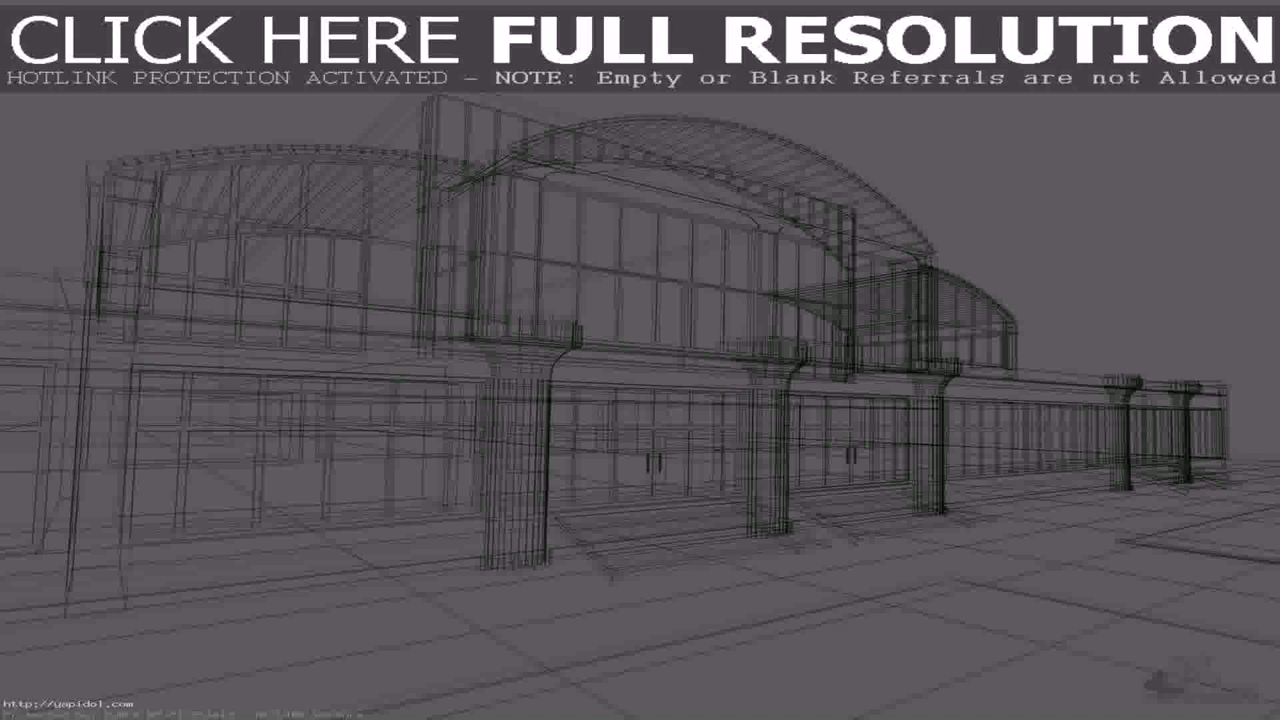 CLICK HERE FULL RESOLUTION
HOTLINK PROTECTION ACTIVATED – NOTE: Empty or Blank Referrals are not Allowed
http://yapidol.com